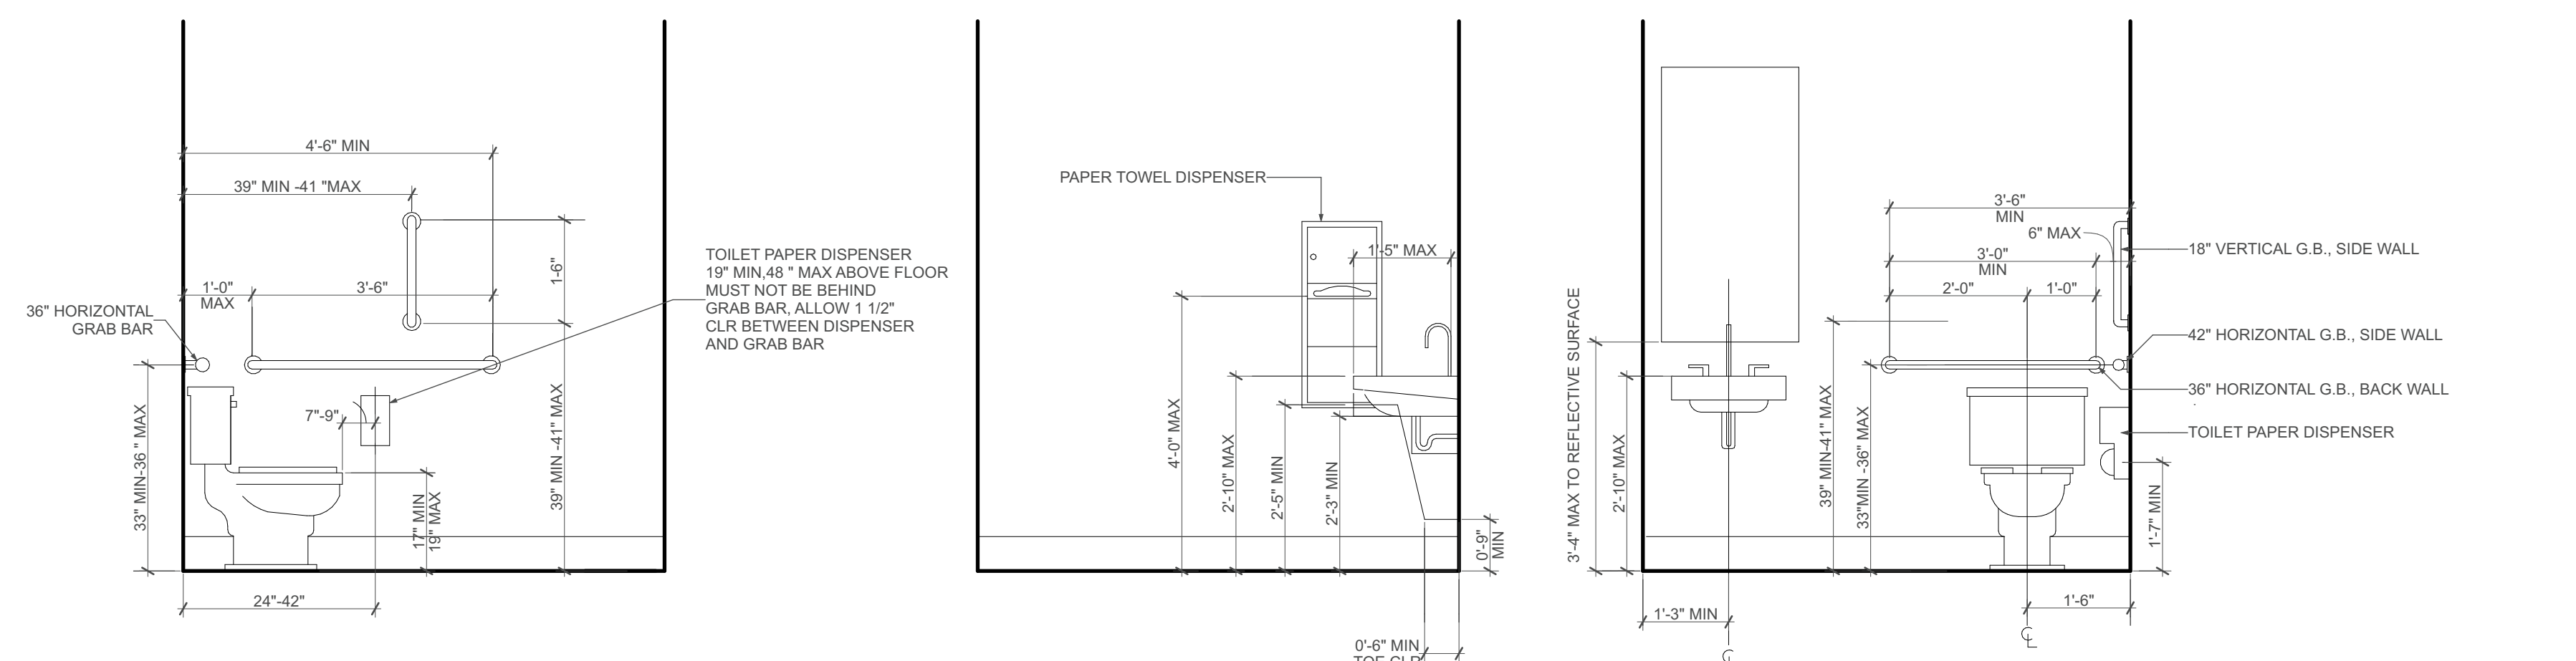 4'-6" MIN
39" MIN -41 "MAX
1'-0"
MAX
3'-6"
1-6"
36" HORIZONTAL
GRAB BAR
TOILET PAPER DISPENSER
19" MIN,48 " MAX ABOVE FLOOR
MUST NOT BE BEHIND
GRAB BAR, ALLOW 1 1/2"
CLR BETWEEN DISPENSER
AND GRAB BAR
33" MIN-36 " MAX
7"-9"
17" MIN
19" MAX
39" MIN -41" MAX
24"-42"
PAPER TOWEL DISPENSER
1'-5" MAX
4'-0" MAX
2'-10" MAX
2'-5" MIN
2'-3" MIN
0'-9"
MIN
0'-6" MIN
TOE CLR
3'-4" MAX TO REFLECTIVE SURFACE
2'-10" MAX
1'-3" MIN
3'-6"
MIN
6" MAX
3'-0"
MIN
2'-0"
1'-0"
39" MIN-41" MAX
33"MIN -36" MAX
18" VERTICAL G.B., SIDE WALL
42" HORIZONTAL G.B., SIDE WALL
36" HORIZONTAL G.B., BACK WALL
TOILET PAPER DISPENSER
1'-7" MIN
1'-6"
℄